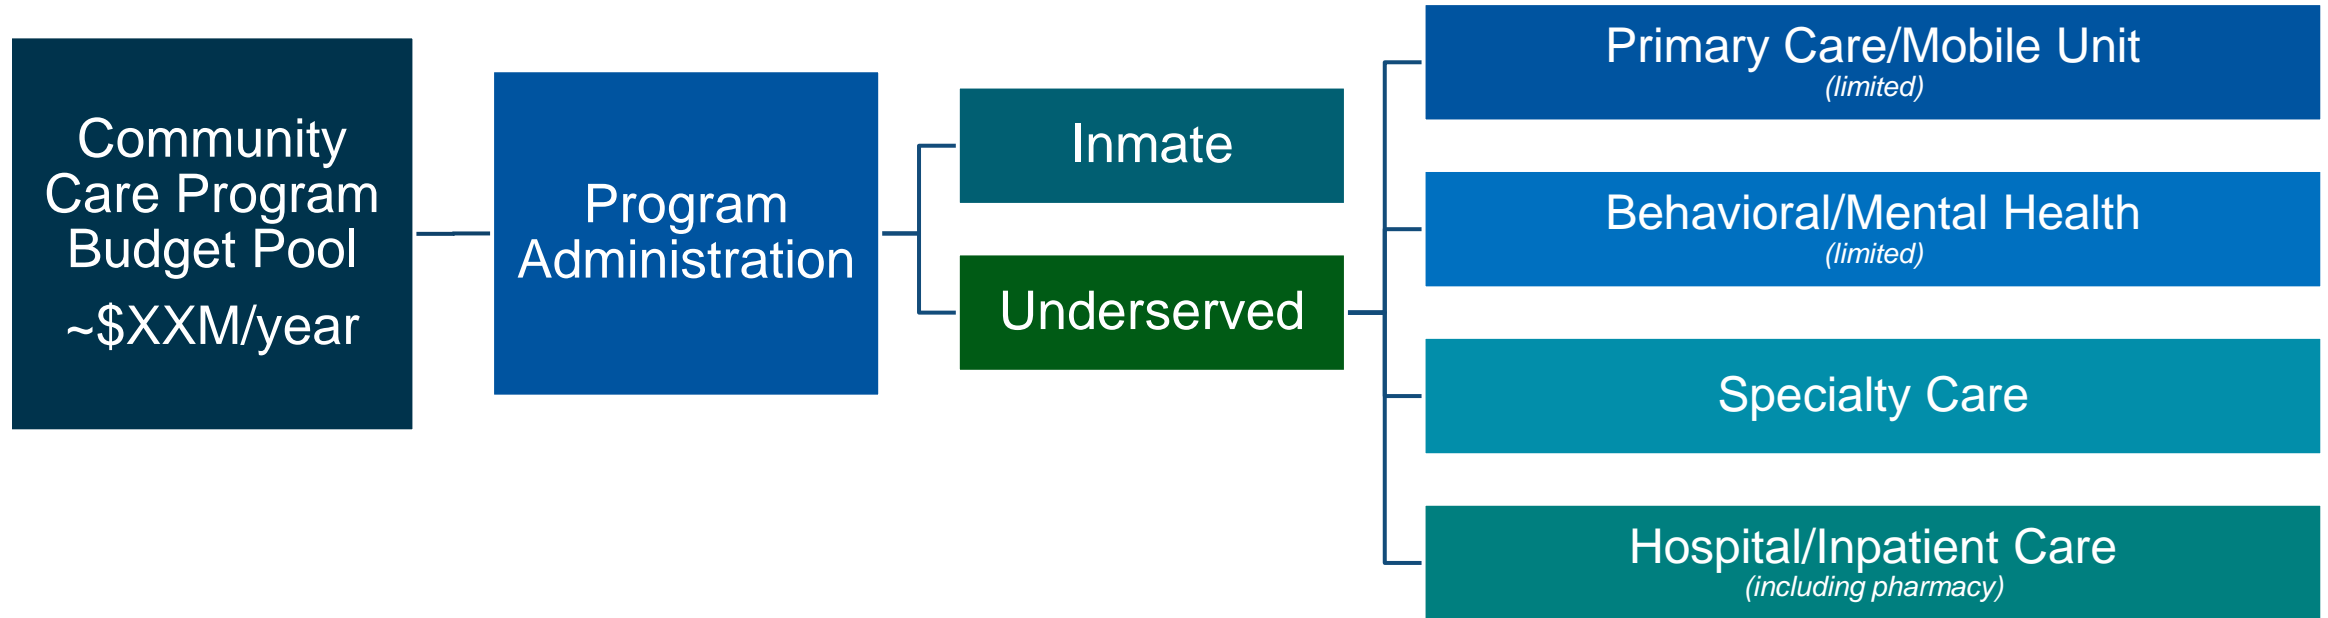 Community
Care Program
Budget Pool
~$XXM/year
Program
Administration
Inmate
Underserved
Primary Care/Mobile Unit
(limited)
Behavioral/Mental Health
(limited)
Specialty Care
Hospital/Inpatient Care
(including pharmacy)